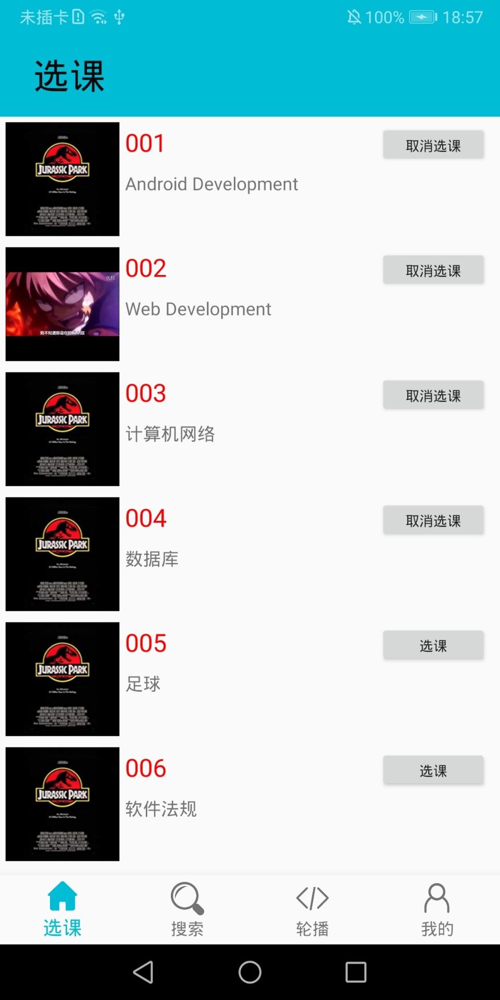 未插卡 100% 18:57
选课
JURASSIC PARK
001
取消选课
Android Development
优酷
002
取消选课
Web Development
JURASSIC PARK
003
取消选课
计算机网络
JURASSIC PARK
004
取消选课
数据库
JURASSIC PARK
005
选课
足球
JURASSIC PARK
006
选课
软件法规
选课 搜索 轮播 我的